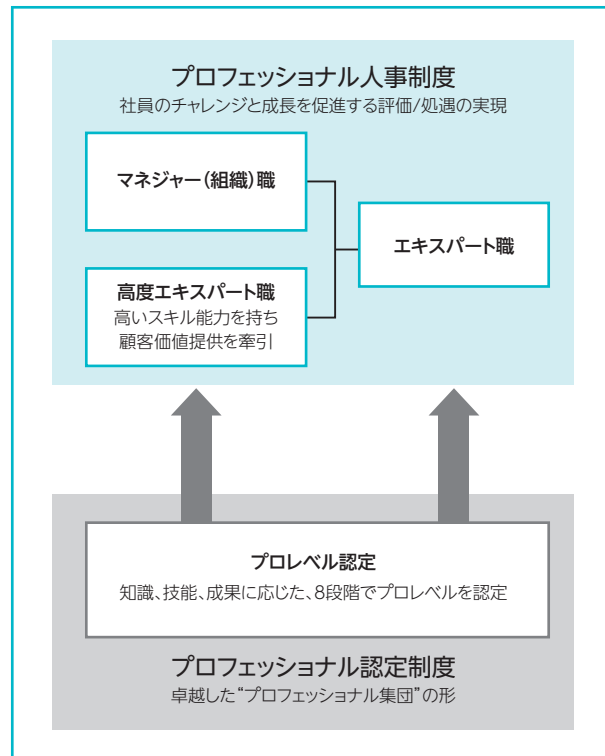 プロフェッショナル人事制度
社員のチャレンジと成長を促進する評価/処遇の実現
マネジャー(組織)職
エキスパート職
高度エキスパート職
高いスキル能力を持ち
顧客価値提供を牽引
プロレベル認定
知識、技能、成果に応じた、8段階でプロレベルを認定
プロフェッショナル認定制度
卓越した“プロフェッショナル集団”の形